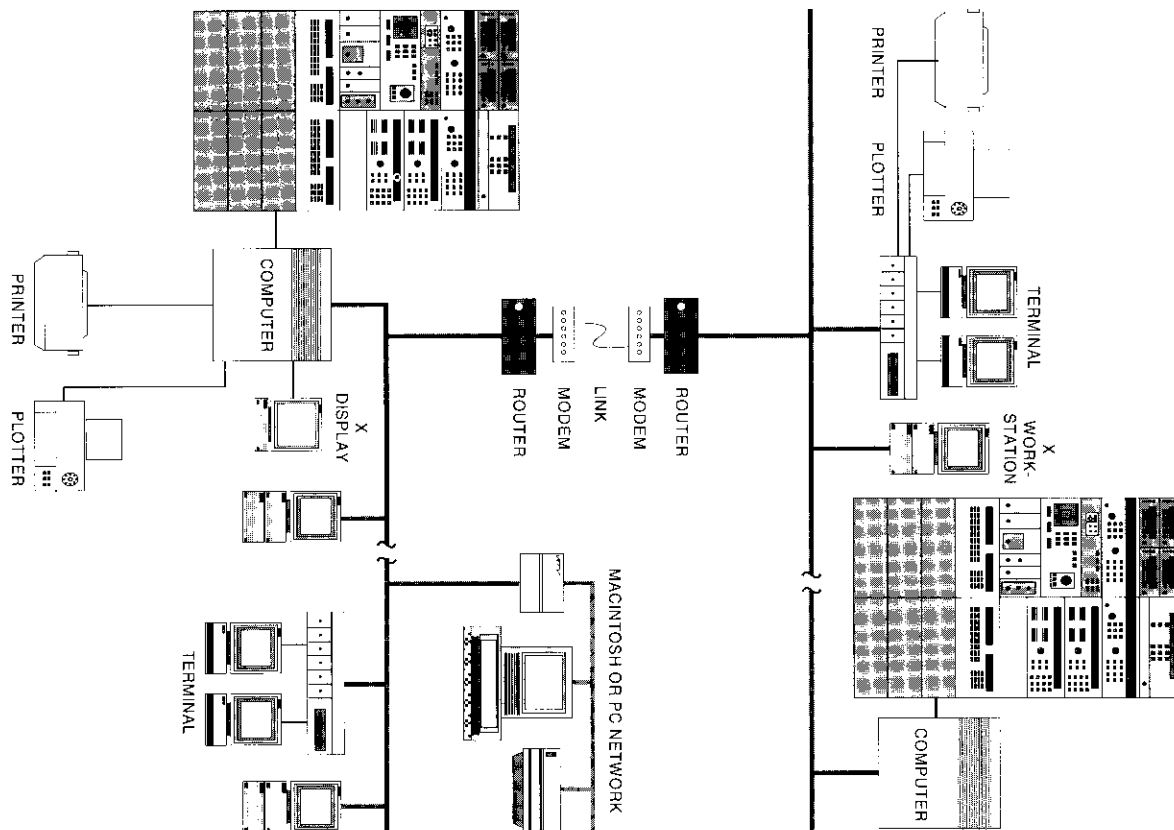 PRINTER
PLOTTER
TERMINAL
X
WORK-
STATION
COMPUTER
ROUTER
MODEM
LINK
MODEM
ROUTER
MACINTOSH OR PC NETWORK
COMPUTER
X
DISPLAY
PRINTER
PLOTTER
TERMINAL